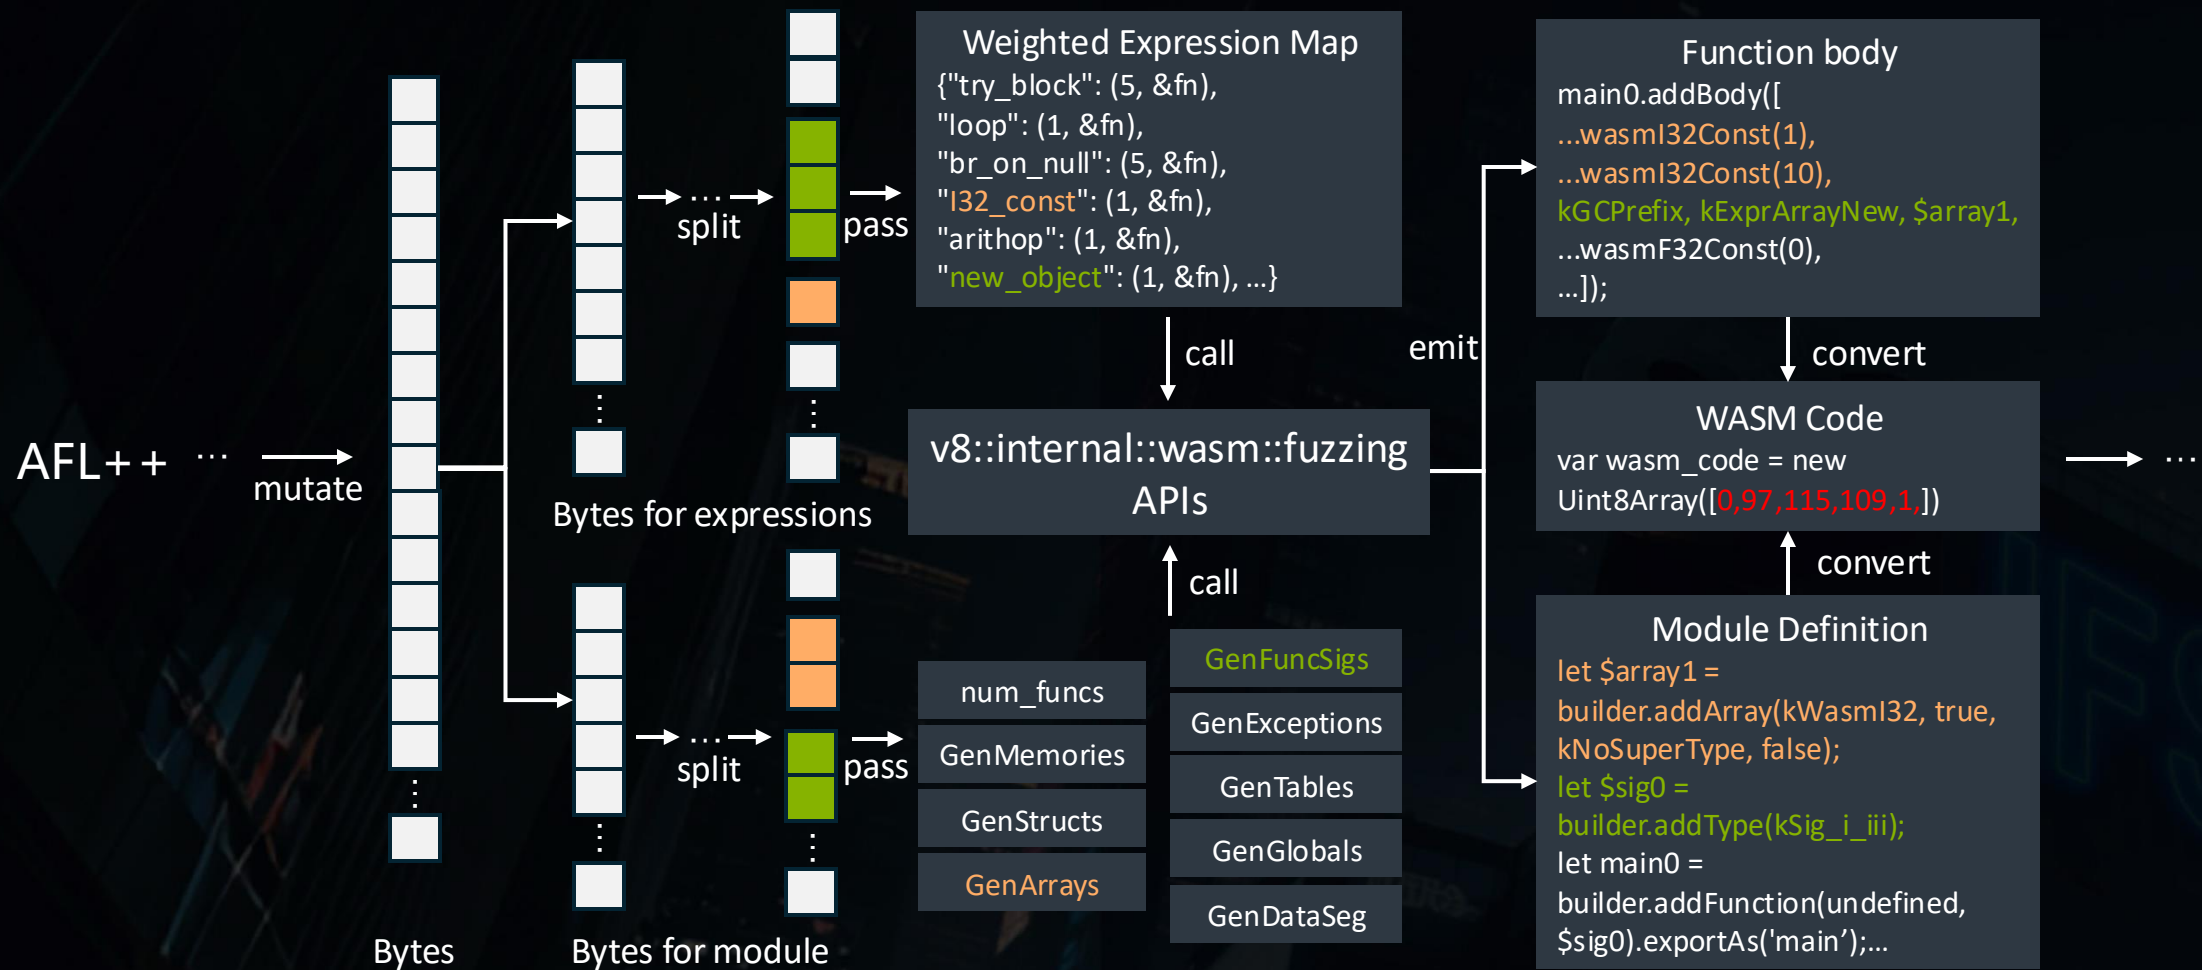 AFL++ ...
mutate
Bytes
Bytes for expressions
... split
pass
Bytes for module
... split
pass
Weighted Expression Map
{"try_block": (5, &fn),
"loop": (1, &fn),
"br_on_null": (5, &fn),
"I32_const": (1, &fn),
"arithop": (1, &fn),
"new_object": (1, &fn), ...}
call
v8::internal::wasm::fuzzing
APIs
call
num_funcs
GenMemories
GenStructs
GenArrays
GenFuncSigs
GenExceptions
GenTables
GenGlobals
GenDataSeg
emit
Function body
main0.addBody([
...wasmI32Const(1),
...wasmI32Const(10),
kGCPrefix, kExprArrayNew, $array1,
...wasmF32Const(0),
...]);
convert
WASM Code
var wasm_code = new
Uint8Array([0,97,115,109,1,])
...
convert
Module Definition
let $array1 =
builder.addArray(kWasmI32, true,
kNoSuperType, false);
let $sig0 =
builder.addType(kSig_i_iii);
let main0 =
builder.addFunction(undefined,
$sig0).exportAs('main’);...